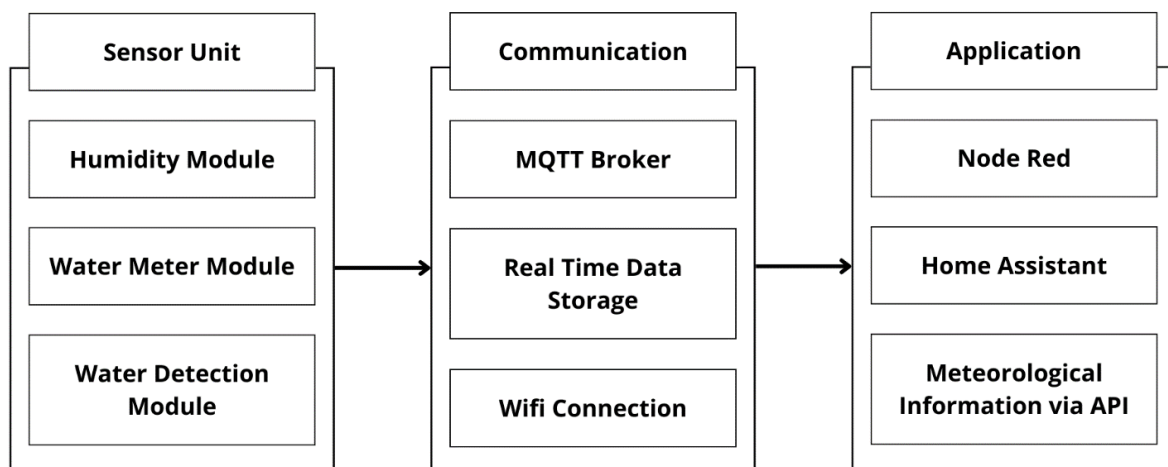 Sensor Unit
Humidity Module
Water Meter Module
Water Detection
Module
Communication
MQTT Broker
Real Time Data
Storage
Wifi Connection
Application
Node Red
Home Assistant
Meteorological
Information via API